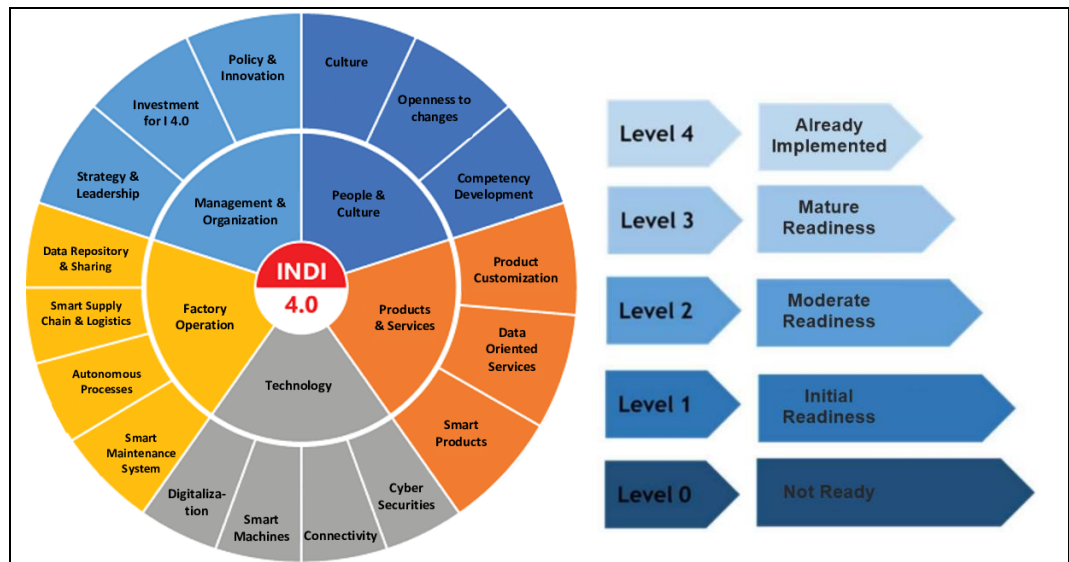 Policy &
Innovation
Culture
Investment
for I 4.0
Openness to
changes
Strategy &
Leadership
Competency
Development
Management &
Organization
People &
Culture
Data Repository
& Sharing
Product
Customization
INDI
4.0
Smart Supply
Chain & Logistics
Factory
Operation
Products
& Services
Data
Oriented
Services
Autonomous
Processes
Technology
Smart
Maintenance
System
Smart
Products
Digitaliza-
tion
Smart
Machines
Connectivity
Cyber
Securities
Level 4
Already
Implemented
Level 3
Mature
Readiness
Level 2
Moderate
Readiness
Level 1
Initial
Readiness
Level 0
Not Ready